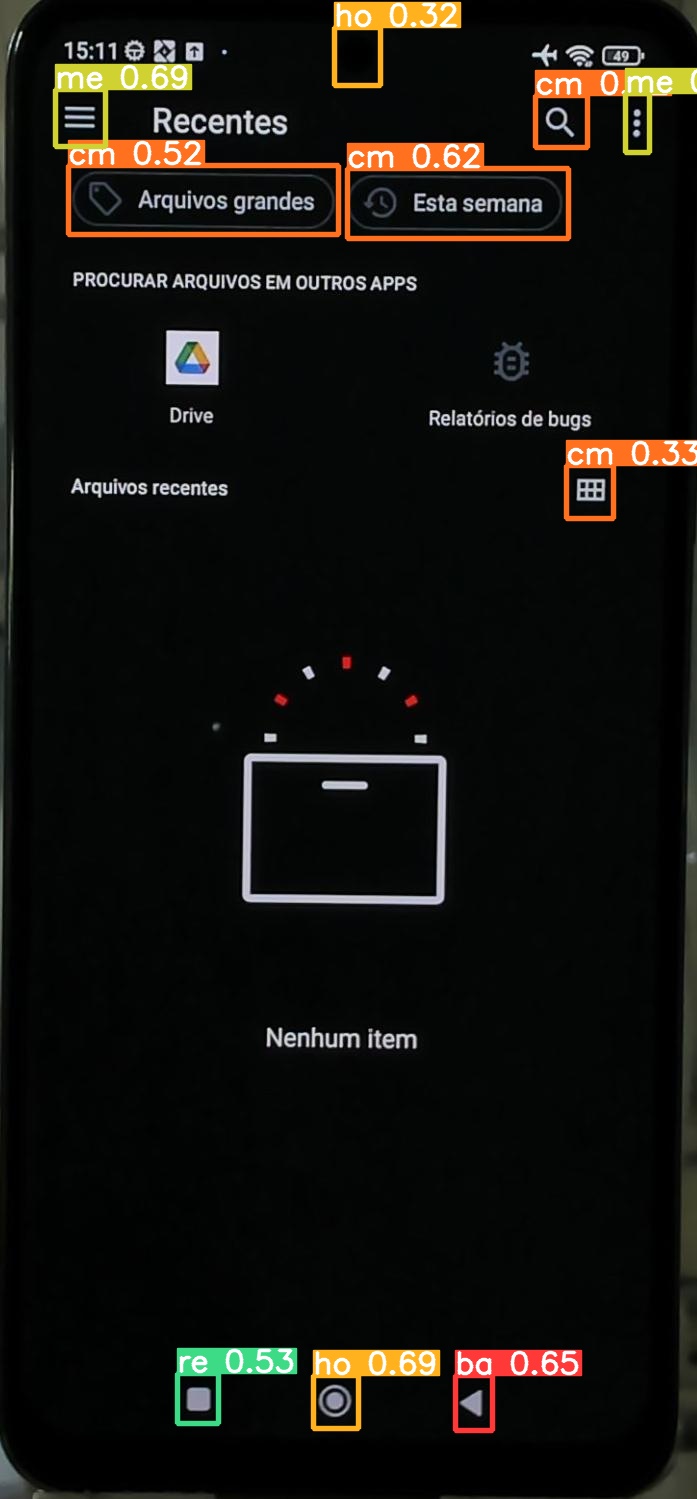 ho 0.32
15:11
49
me 0.69
cm 0.
me 0
Recentes
cm 0.52
cm 0.62
Arquivos grandes
Esta semana
PROCURAR ARQUIVOS EM OUTROS APPS
Drive
Relatórios de bugs
cm 0.33
Arquivos recentes
Nenhum item
re 0.53
ho 0.69
ba 0.65